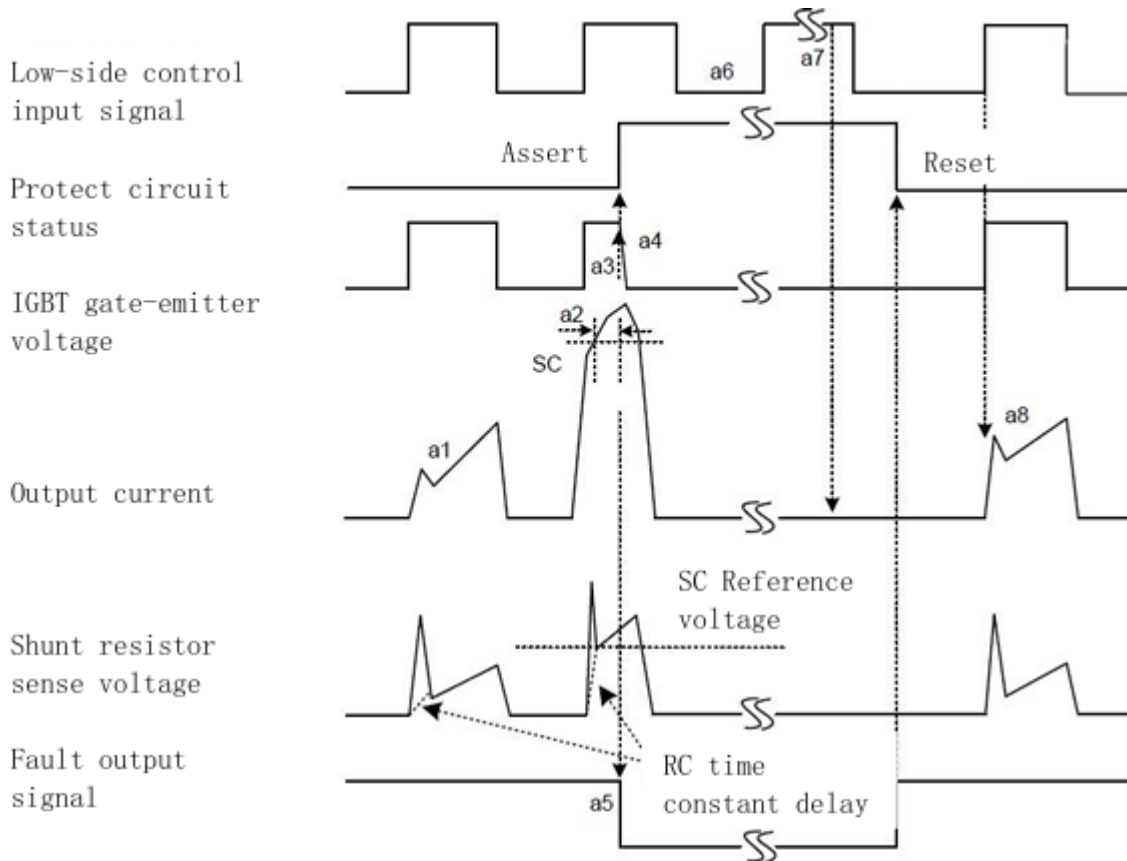 Low-side control
input signal
a6
a7
Assert
Reset
Protect circuit
status
a3
a4
IGBT gate-emitter
voltage
a2
SC
a1
a8
Output current
SC Reference
voltage
Shunt resistor
sense voltage
Fault output
signal
a5
RC time
constant delay